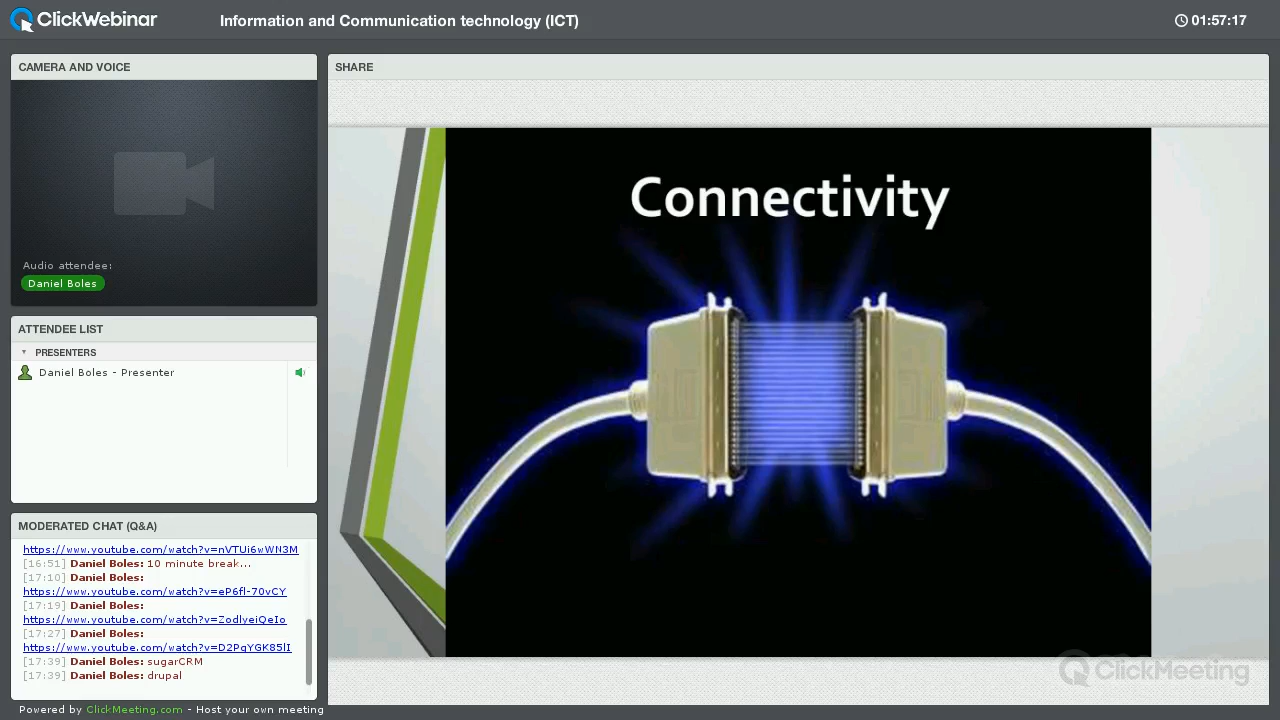 ClickWebinar
Information and Communication technology (ICT)
01:57:17
CAMERA AND VOICE
Audio attendee:
Daniel Boles
ATTENDEE LIST
PRESENTERS
Daniel Boles - Presenter
MODERATED CHAT (Q&A)
https://www.youtube.com/watch?v=nVTUi6wWN3M
[16:51] Daniel Boles: 10 minute break...
[17:10] Daniel Boles:
https://www.youtube.com/watch?v=eP6fl-70vCY
[17:19] Daniel Boles:
https://www.youtube.com/watch?v=ZodlveiQeIo
[17:27] Daniel Boles:
https://www.youtube.com/watch?v=D2PqYGK85lI
[17:39] Daniel Boles: sugarCRM
[17:39] Daniel Boles: drupal
Powered by ClickMeeting.com - Host your own meeting
SHARE
Connectivity
ClickMeeting